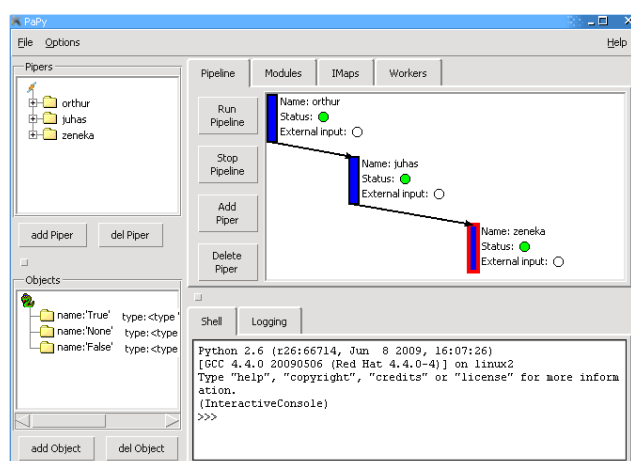 PaPy
File Options Help
Pipers
orthur
juhas
zeneka
add Piper del Piper
Objects
name:'True' type:<type '
name:'None' type:<type
name:'False' type:<type
add Object del Object
Pipeline Modules IMaps Workers
Run
Pipeline
Stop
Pipeline
Add
Piper
Delete
Piper
Name: orthur
Status:
External input:
Name: juhas
Status:
External input:
Name: zeneka
Status:
External input:
Shell Logging
Python 2.6 (r26:66714, Jun 8 2009, 16:07:26)
[GCC 4.4.0 20090506 (Red Hat 4.4.0-4)] on linux2
Type "help", "copyright", "credits" or "license" for more inform
ation.
(InteractiveConsole)
>>>